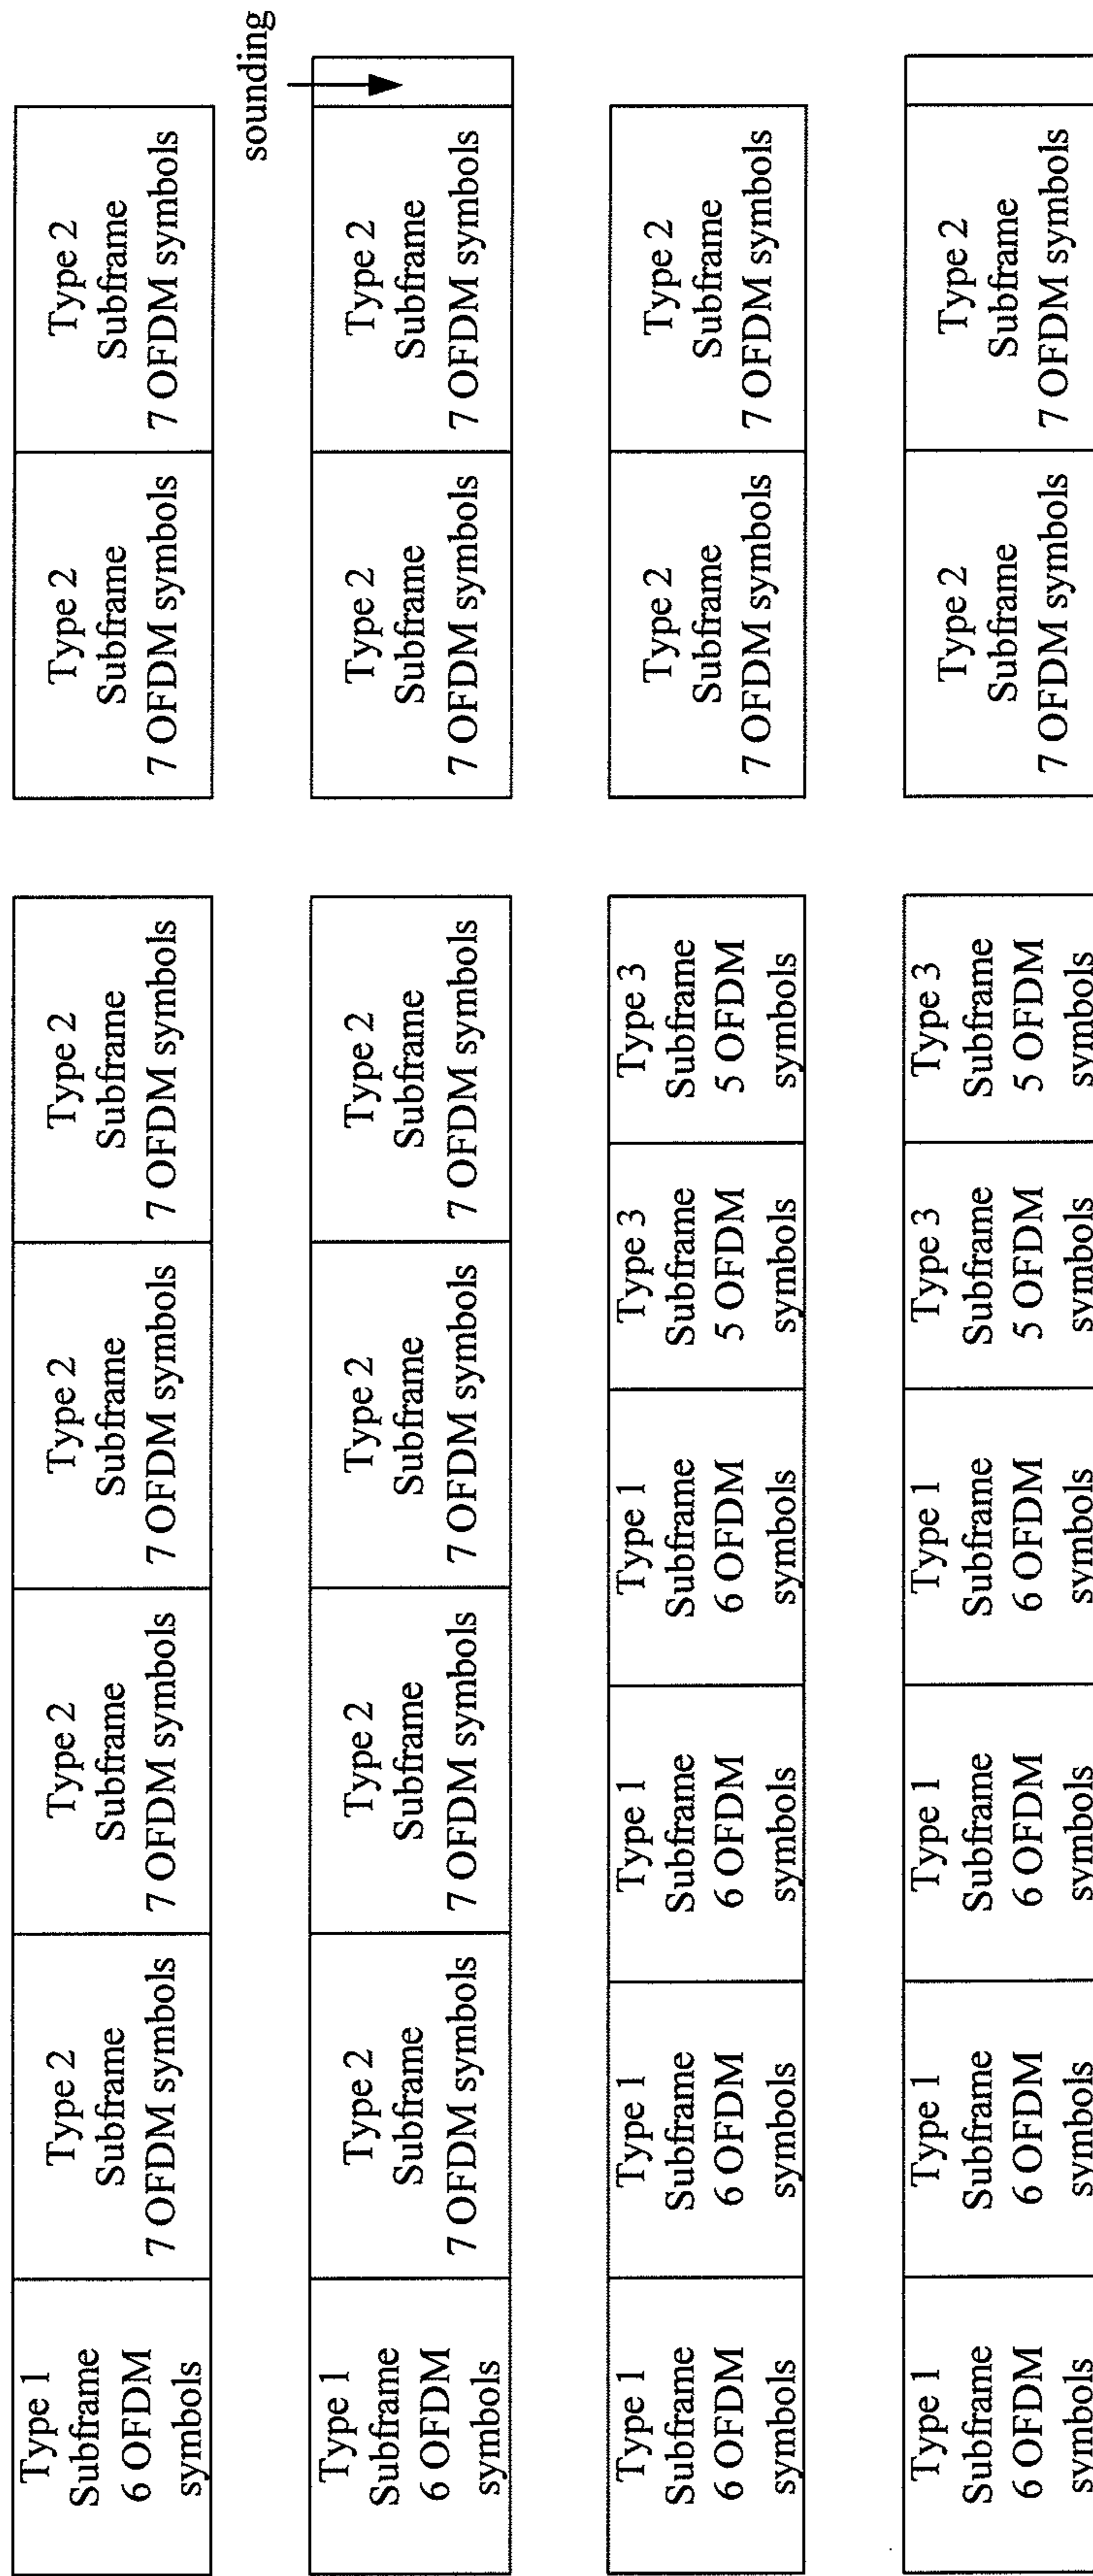 Type 1
Subframe
6 OFDM
symbols
Type 2
Subframe
7 OFDM symbols
Type 2
Subframe
7 OFDM symbols
Type 2
Subframe
7 OFDM symbols
Type 2
Subframe
7 OFDM symbols
Type 2
Subframe
7 OFDM symbols
Type 2
Subframe
7 OFDM symbols
sounding
Type 1
Subframe
6 OFDM
symbols
Type 2
Subframe
7 OFDM symbols
Type 2
Subframe
7 OFDM symbols
Type 2
Subframe
7 OFDM symbols
Type 2
Subframe
7 OFDM symbols
Type 2
Subframe
7 OFDM symbols
Type 2
Subframe
7 OFDM symbols
Type 1
Subframe
6 OFDM
symbols
Type 1
Subframe
6 OFDM
symbols
Type 1
Subframe
6 OFDM
symbols
Type 1
Subframe
6 OFDM
symbols
Type 3
Subframe
5 OFDM
symbols
Type 3
Subframe
5 OFDM
symbols
Type 2
Subframe
7 OFDM symbols
Type 2
Subframe
7 OFDM symbols
Type 1
Subframe
6 OFDM
symbols
Type 1
Subframe
6 OFDM
symbols
Type 1
Subframe
6 OFDM
symbols
Type 1
Subframe
6 OFDM
symbols
Type 3
Subframe
5 OFDM
symbols
Type 3
Subframe
5 OFDM
symbols
Type 2
Subframe
7 OFDM symbols
Type 2
Subframe
7 OFDM symbols